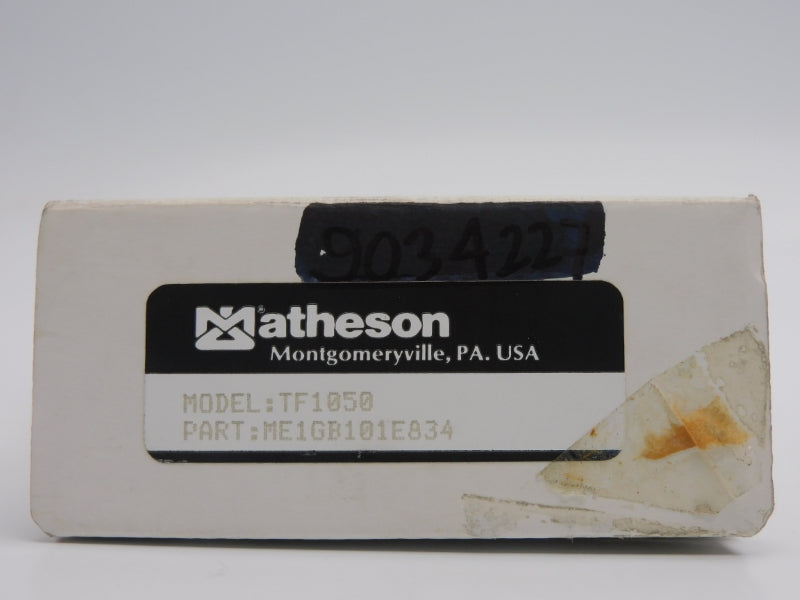 9034227
Matheson
Montgomeryville, PA. USA
MODEL:TF1050
PART:ME1GB101E834